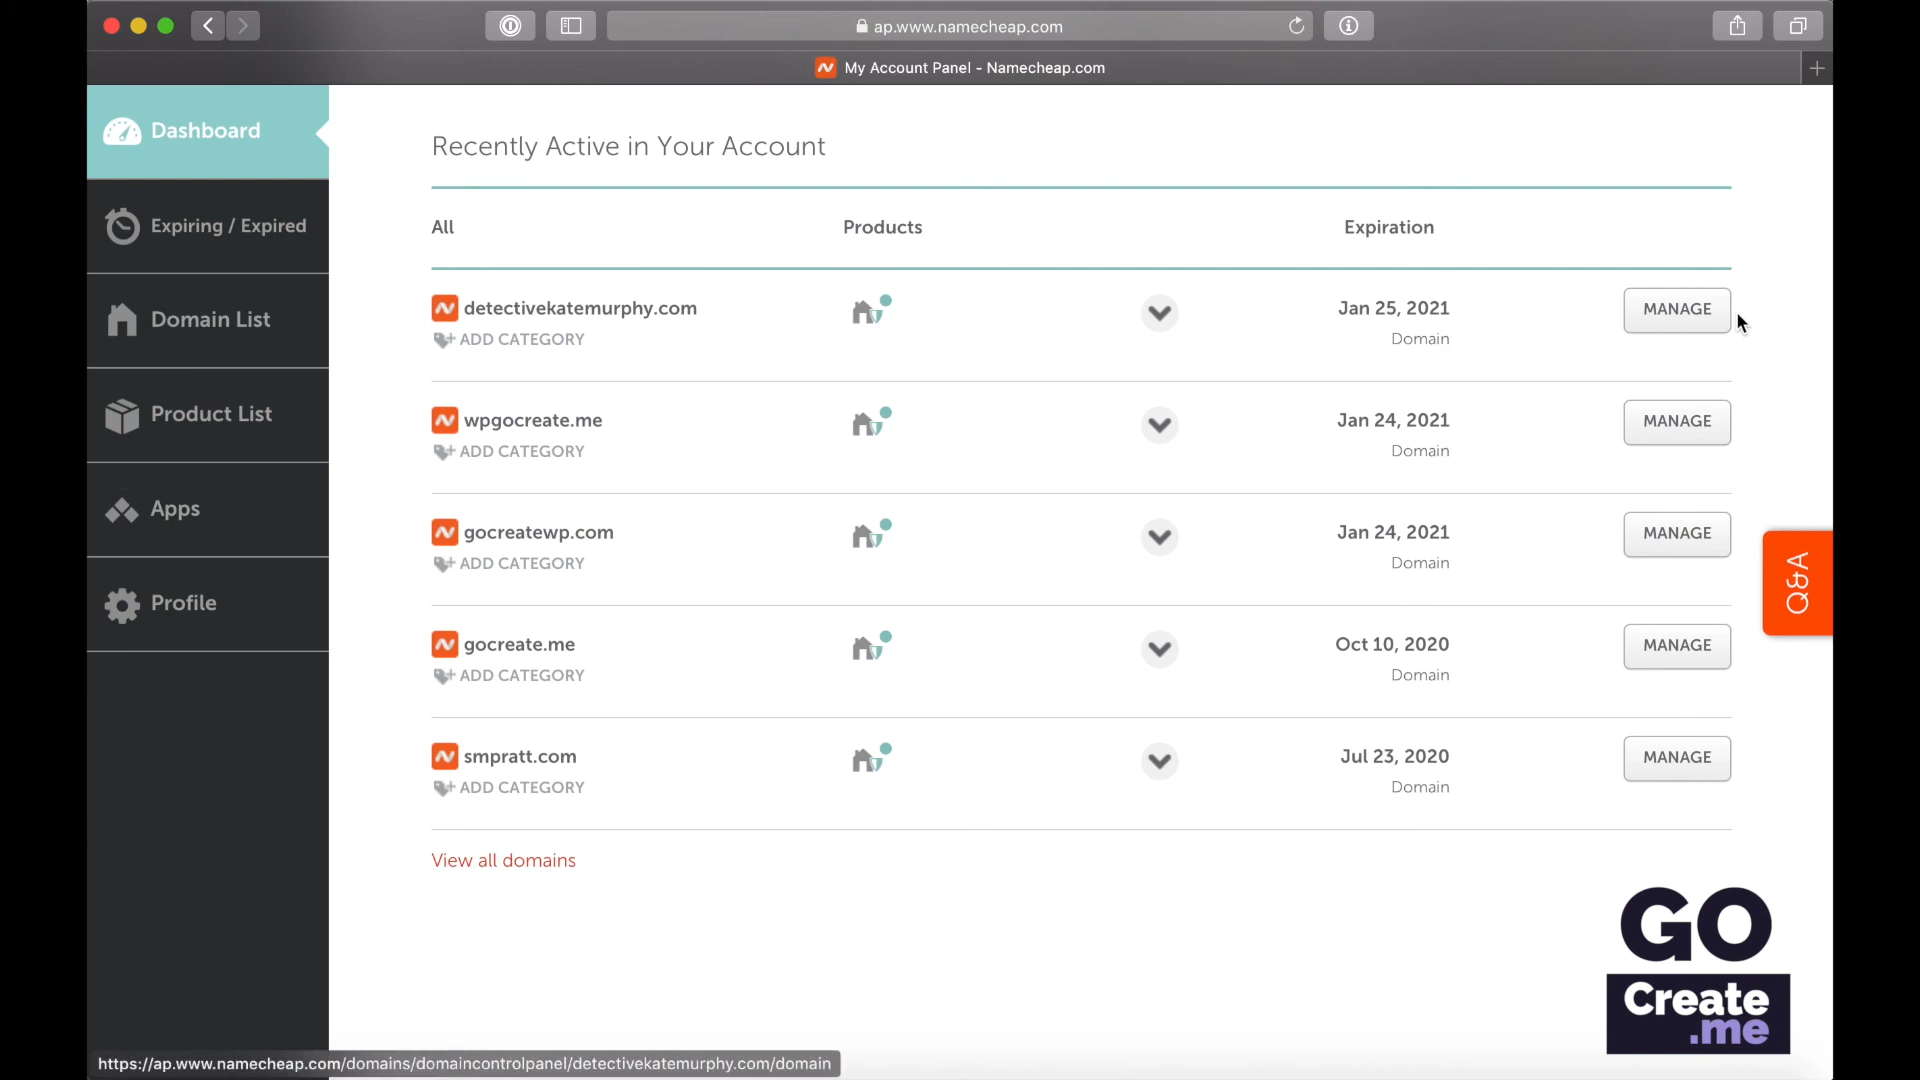 ap.www.namecheap.com
My Account Panel - Namecheap.com
Dashboard
Expiring / Expired
Domain List
Product List
Apps
Profile
Recently Active in Your Account
All Products Expiration
detectivekatemurphy.com Jan 25, 2021 MANAGE
ADD CATEGORY Domain
wpgocreate.me Jan 24, 2021 MANAGE
ADD CATEGORY Domain
gocreatewp.com Jan 24, 2021 MANAGE
ADD CATEGORY Domain
gocreate.me Oct 10, 2020 MANAGE
ADD CATEGORY Domain
smpratt.com Jul 23, 2020 MANAGE
ADD CATEGORY Domain
View all domains
Q&A
GO
Create
.me
https://ap.www.namecheap.com/domains/domaincontrolpanel/detectivekatemurphy.com/domain